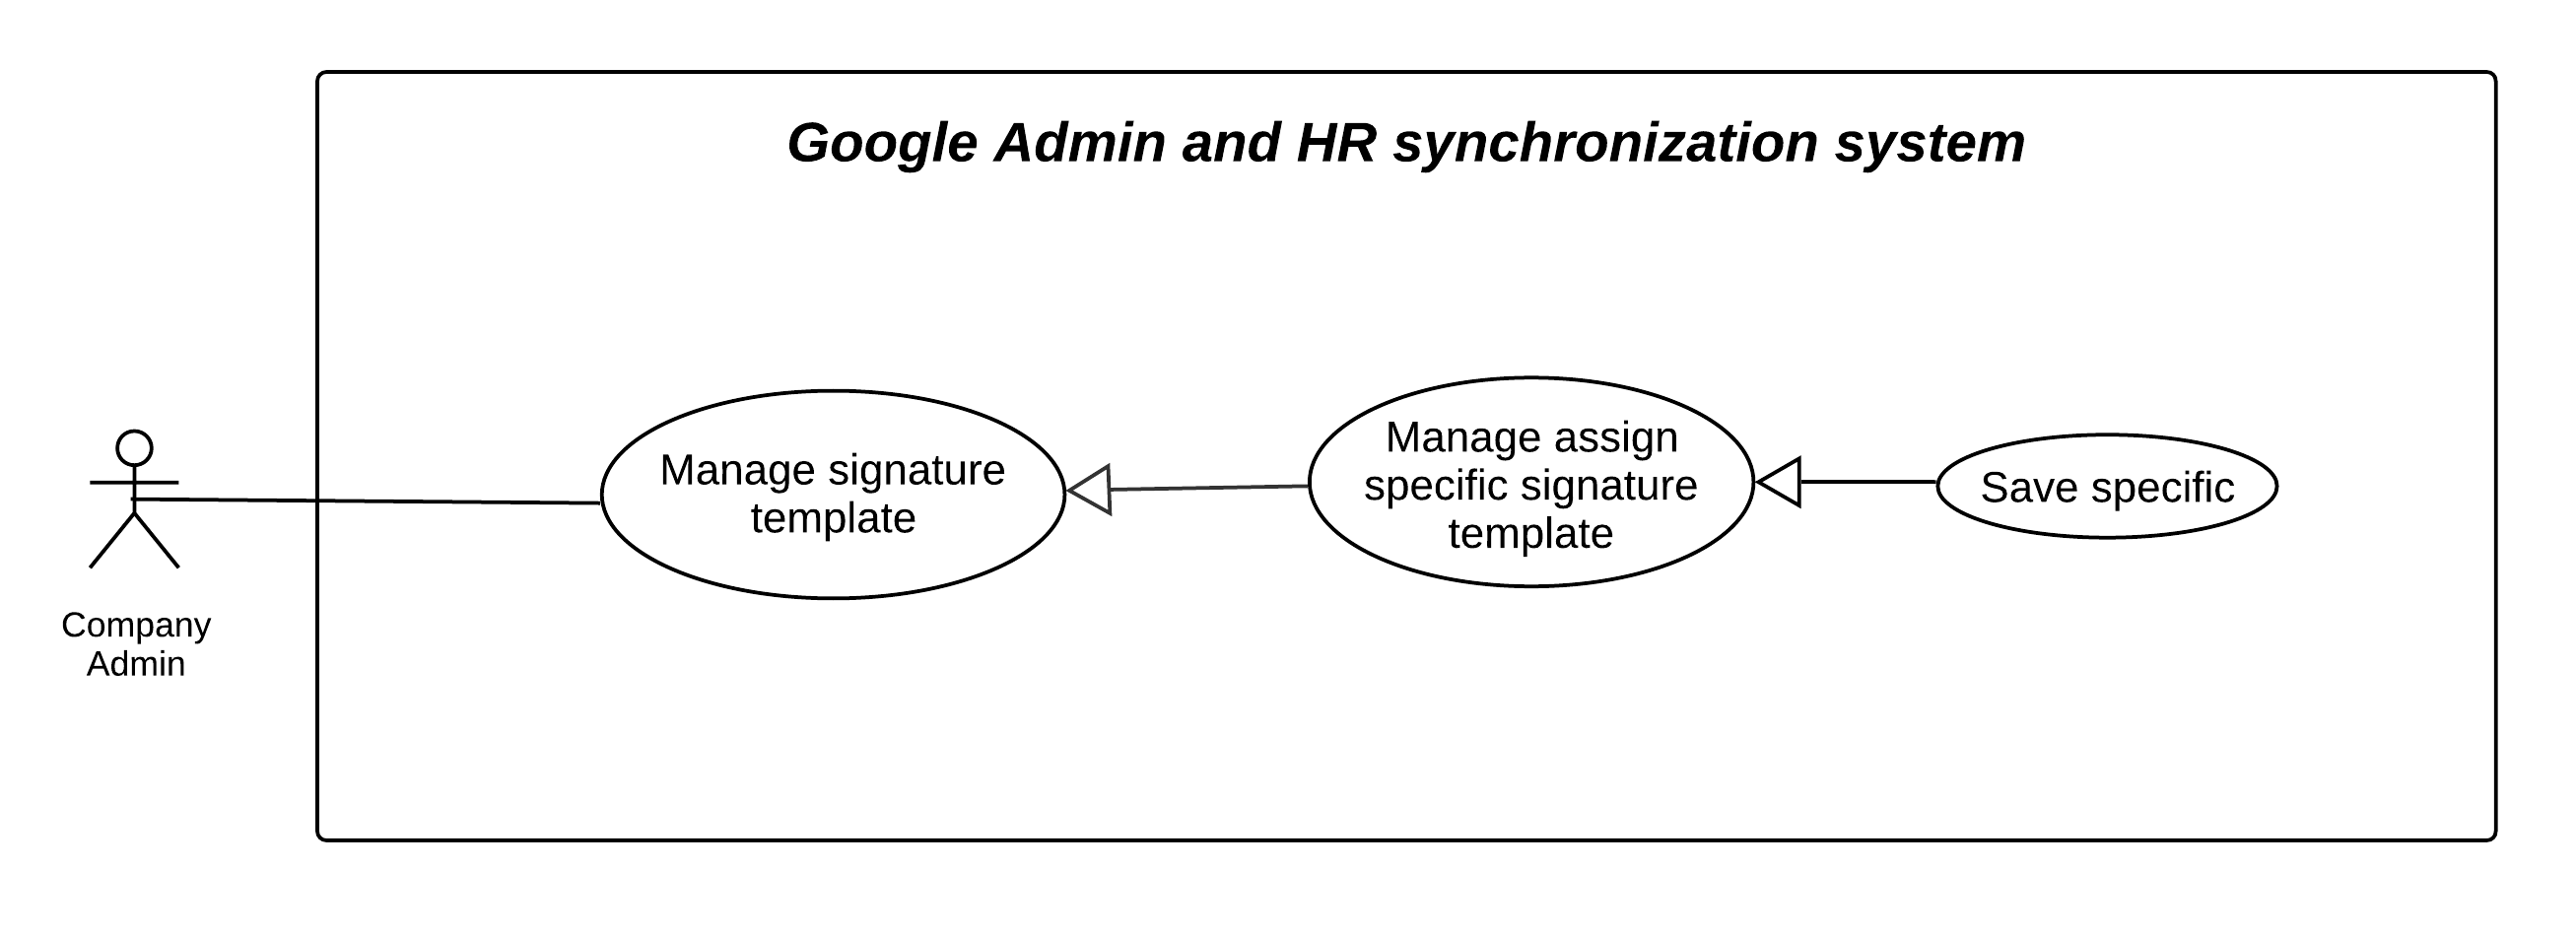 Google Admin and HR synchronization system
Manage signature
template
Manage assign
specific signature
template
Save specific
Company
Admin